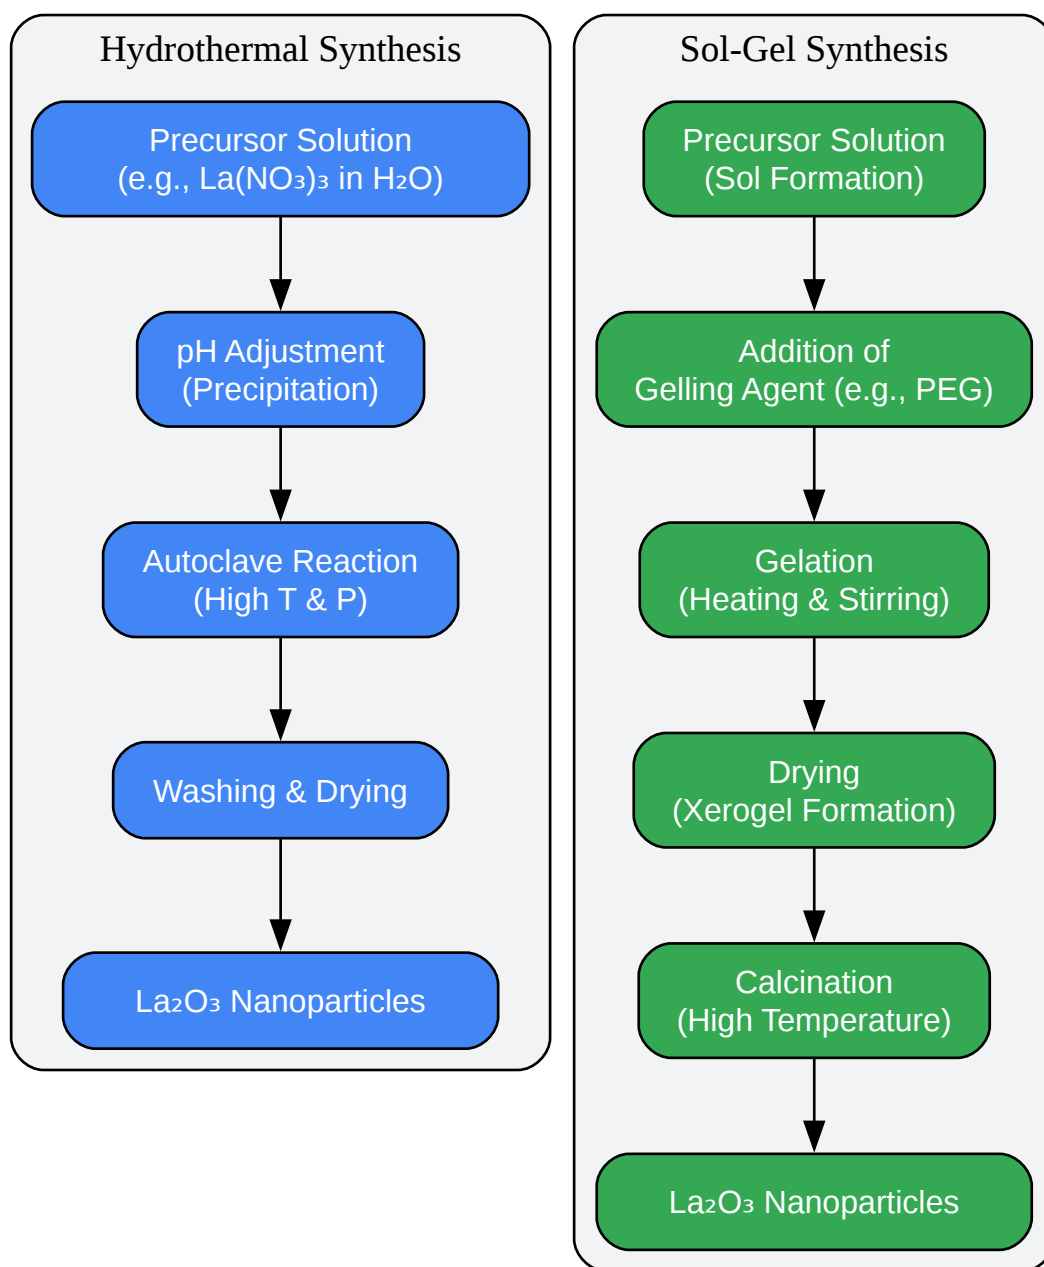 Hydrothermal Synthesis
Precursor Solution
(e.g., La(NO₃)₃ in H₂O)
pH Adjustment
(Precipitation)
Autoclave Reaction
(High T & P)
Washing & Drying
La₂O₃ Nanoparticles
Sol-Gel Synthesis
Precursor Solution
(Sol Formation)
Addition of
Gelling Agent (e.g., PEG)
Gelation
(Heating & Stirring)
Drying
(Xerogel Formation)
Calcination
(High Temperature)
La₂O₃ Nanoparticles